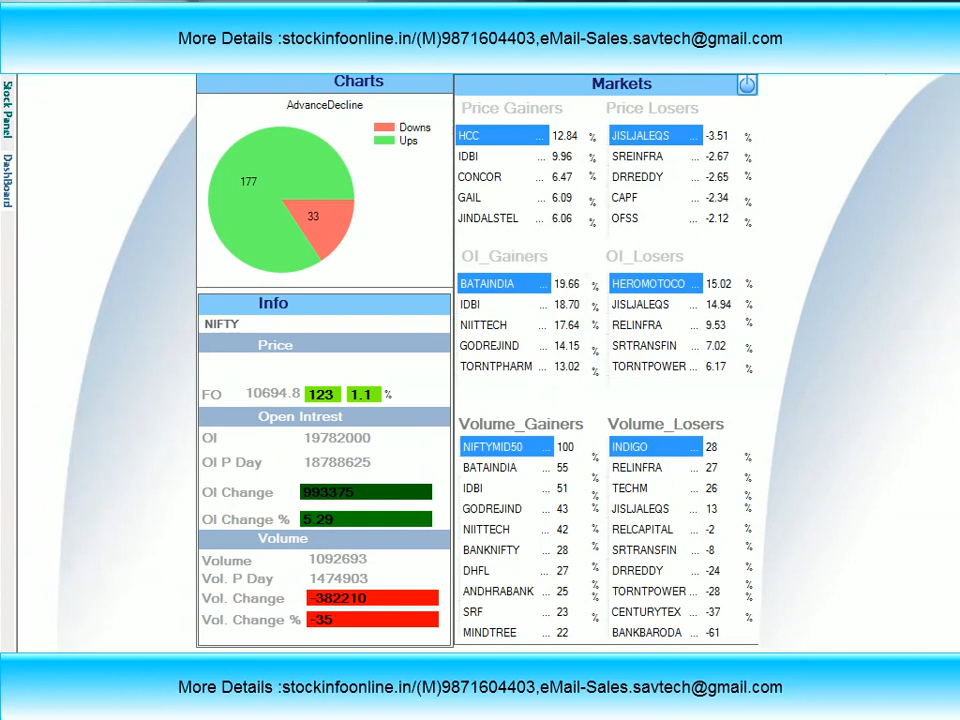 More Details :stockinfoonline.in/(M)9871604403,eMail-Sales.savtech@gmail.com
Stock Panel
DashBoard
Charts
AdvanceDecline
Downs
Ups
177
33
Info
NIFTY
Price
FO 10694.8 123 1.1 %
Open Intrest
OI 19782000
OI P Day 18788625
OI Change 993375
OI Change % 5.29
Volume
Volume 1092693
Vol. P Day 1474903
Vol. Change -382210
Vol. Change % -35
Markets
Price Gainers Price Losers
HCC ... 12.84 % JISLJALEQS ... -3.51 %
IDBI ... 9.96 % SREINFRA ... -2.67 %
CONCOR ... 6.47 % DRREDDY ... -2.65 %
GAIL ... 6.09 % CAPF ... -2.34 %
JINDALSTEL ... 6.06 % OFSS ... -2.12 %
OI_Gainers OI_Losers
BATAINDIA ... 19.66 % HEROMOTOCO ... 15.02 %
IDBI ... 18.70 % JISLJALEQS ... 14.94 %
NIITTECH ... 17.64 % RELINFRA ... 9.53 %
GODREJIND ... 14.15 % SRTRANSFIN ... 7.02 %
TORNTPHARM ... 13.02 % TORNTPOWER ... 6.17 %
Volume_Gainers Volume_Losers
NIFTYMID50 ... 100 % INDIGO ... 28 %
BATAINDIA ... 55 % RELINFRA ... 27 %
IDBI ... 51 % TECHM ... 26 %
GODREJIND ... 43 % JISLJALEQS ... 13 %
NIITTECH ... 42 % RELCAPITAL ... -2 %
BANKNIFTY ... 28 % SRTRANSFIN ... -8 %
DHFL ... 27 % DRREDDY ... -24 %
ANDHRABANK ... 25 % TORNTPOWER ... -28 %
SRF ... 23 % CENTURYTEX ... -37 %
MINDTREE ... 22 BANKBARODA ... -61
More Details :stockinfoonline.in/(M)9871604403,eMail-Sales.savtech@gmail.com